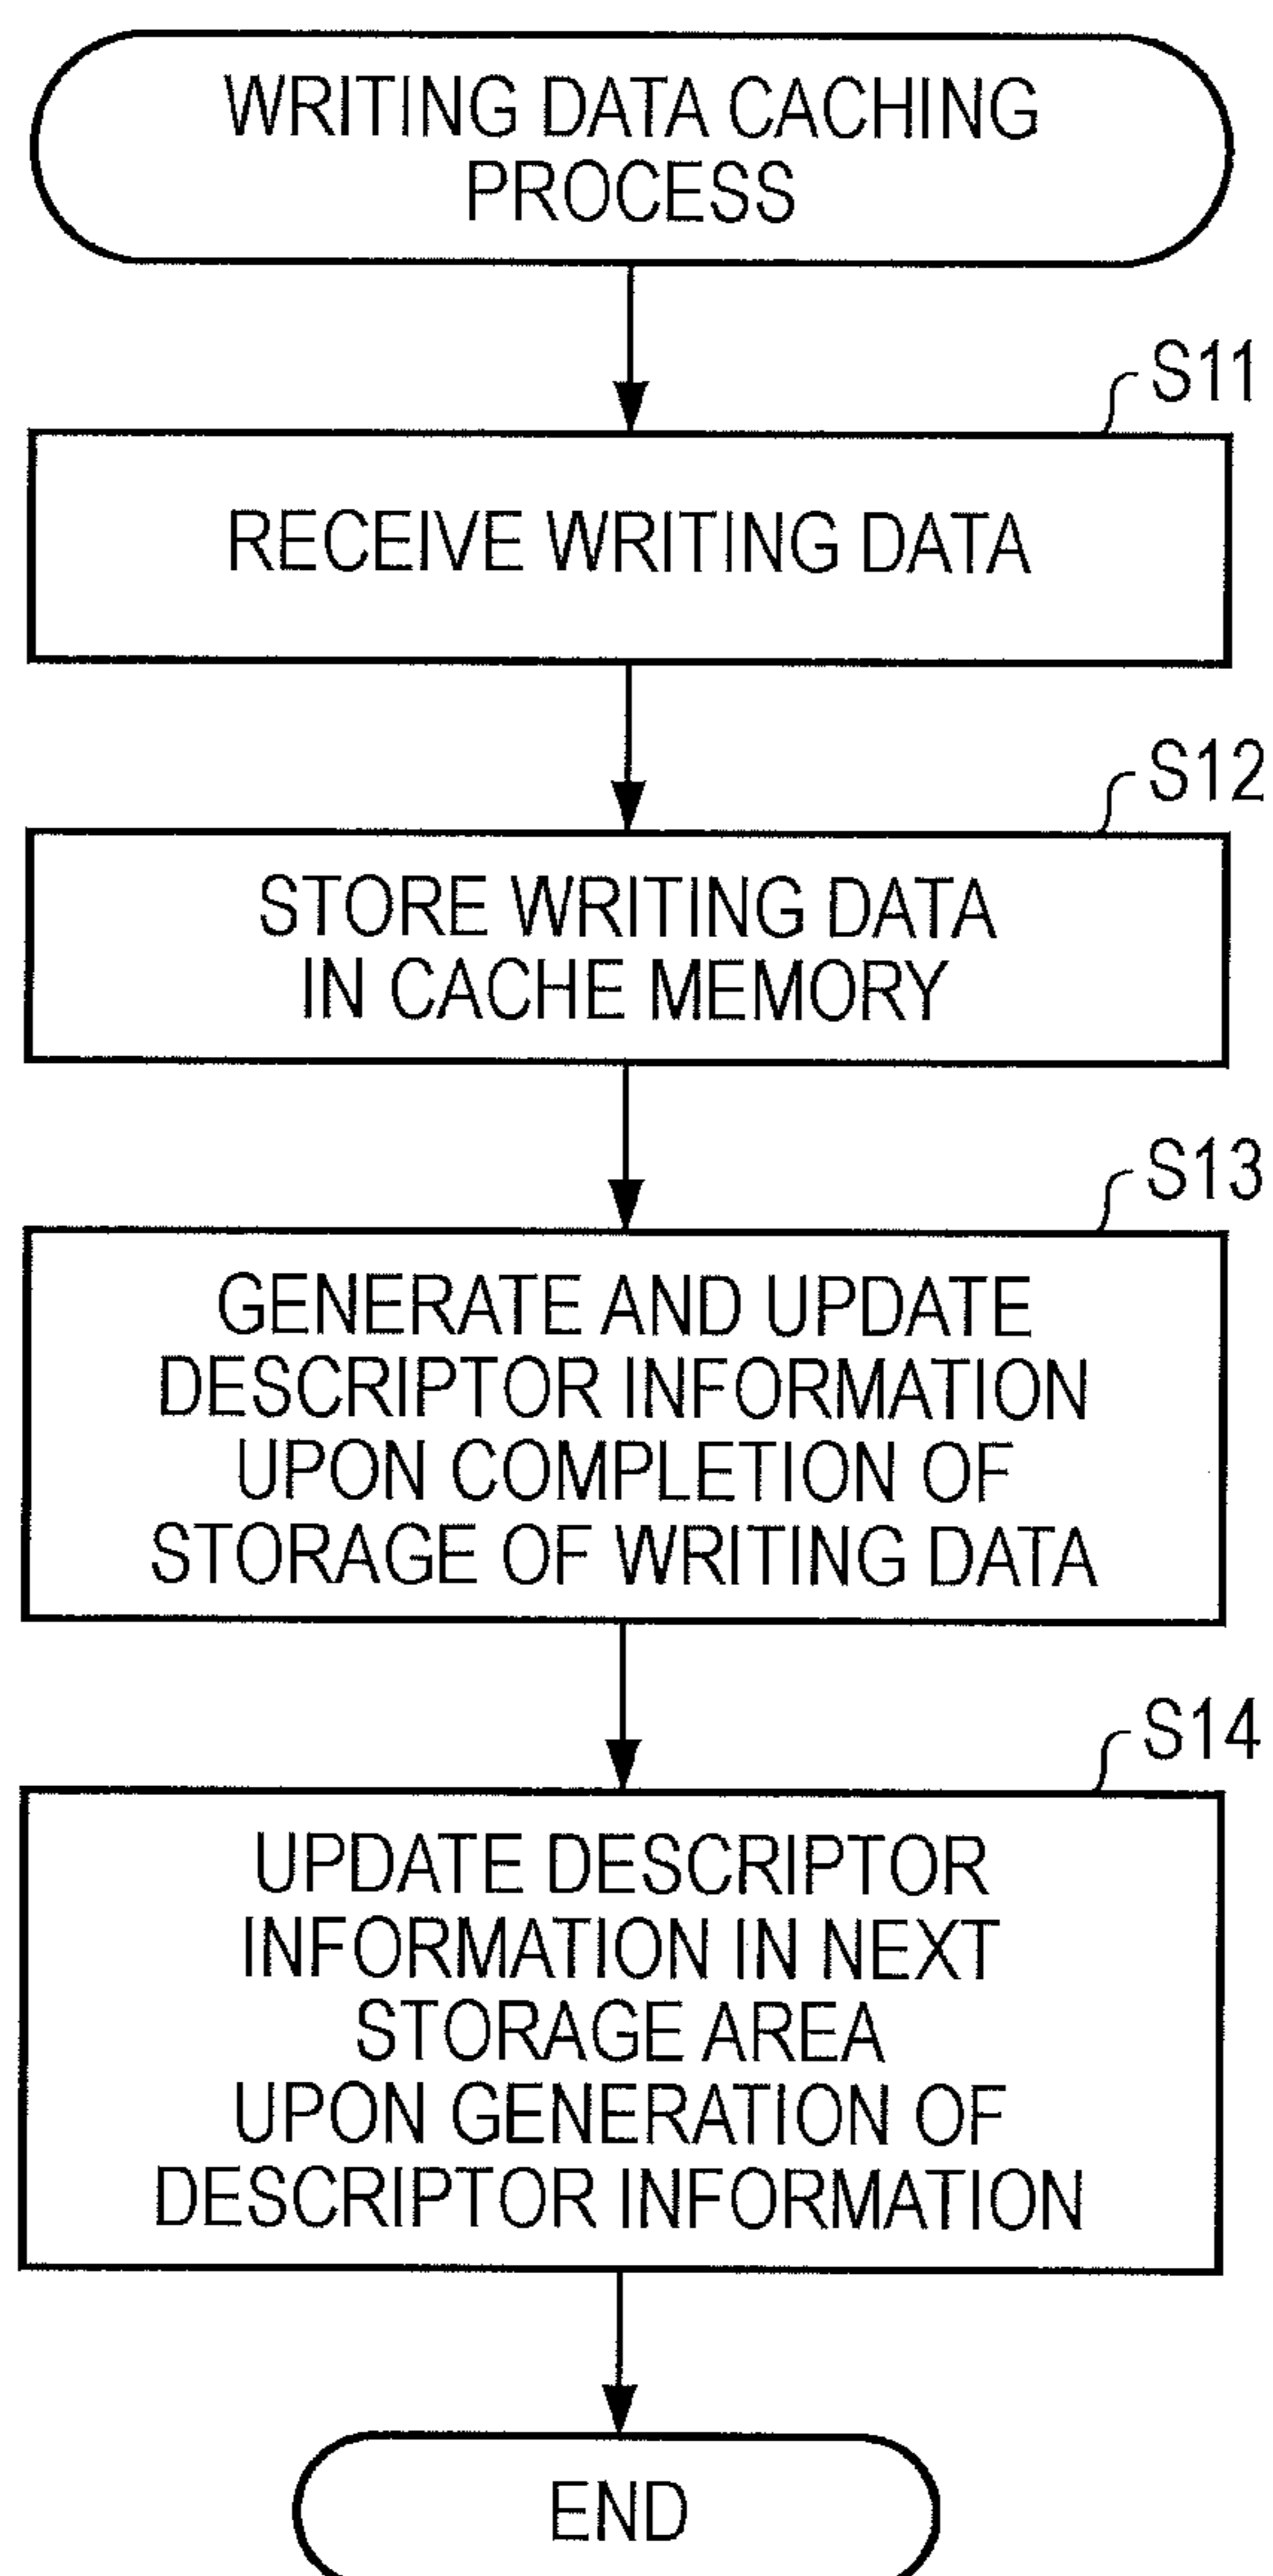 WRITING DATA CACHING
PROCESS
S11
RECEIVE WRITING DATA
S12
STORE WRITING DATA
IN CACHE MEMORY
S13
GENERATE AND UPDATE
DESCRIPTOR INFORMATION
UPON COMPLETION OF
STORAGE OF WRITING DATA
S14
UPDATE DESCRIPTOR
INFORMATION IN NEXT
STORAGE AREA
UPON GENERATION OF
DESCRIPTOR INFORMATION
END